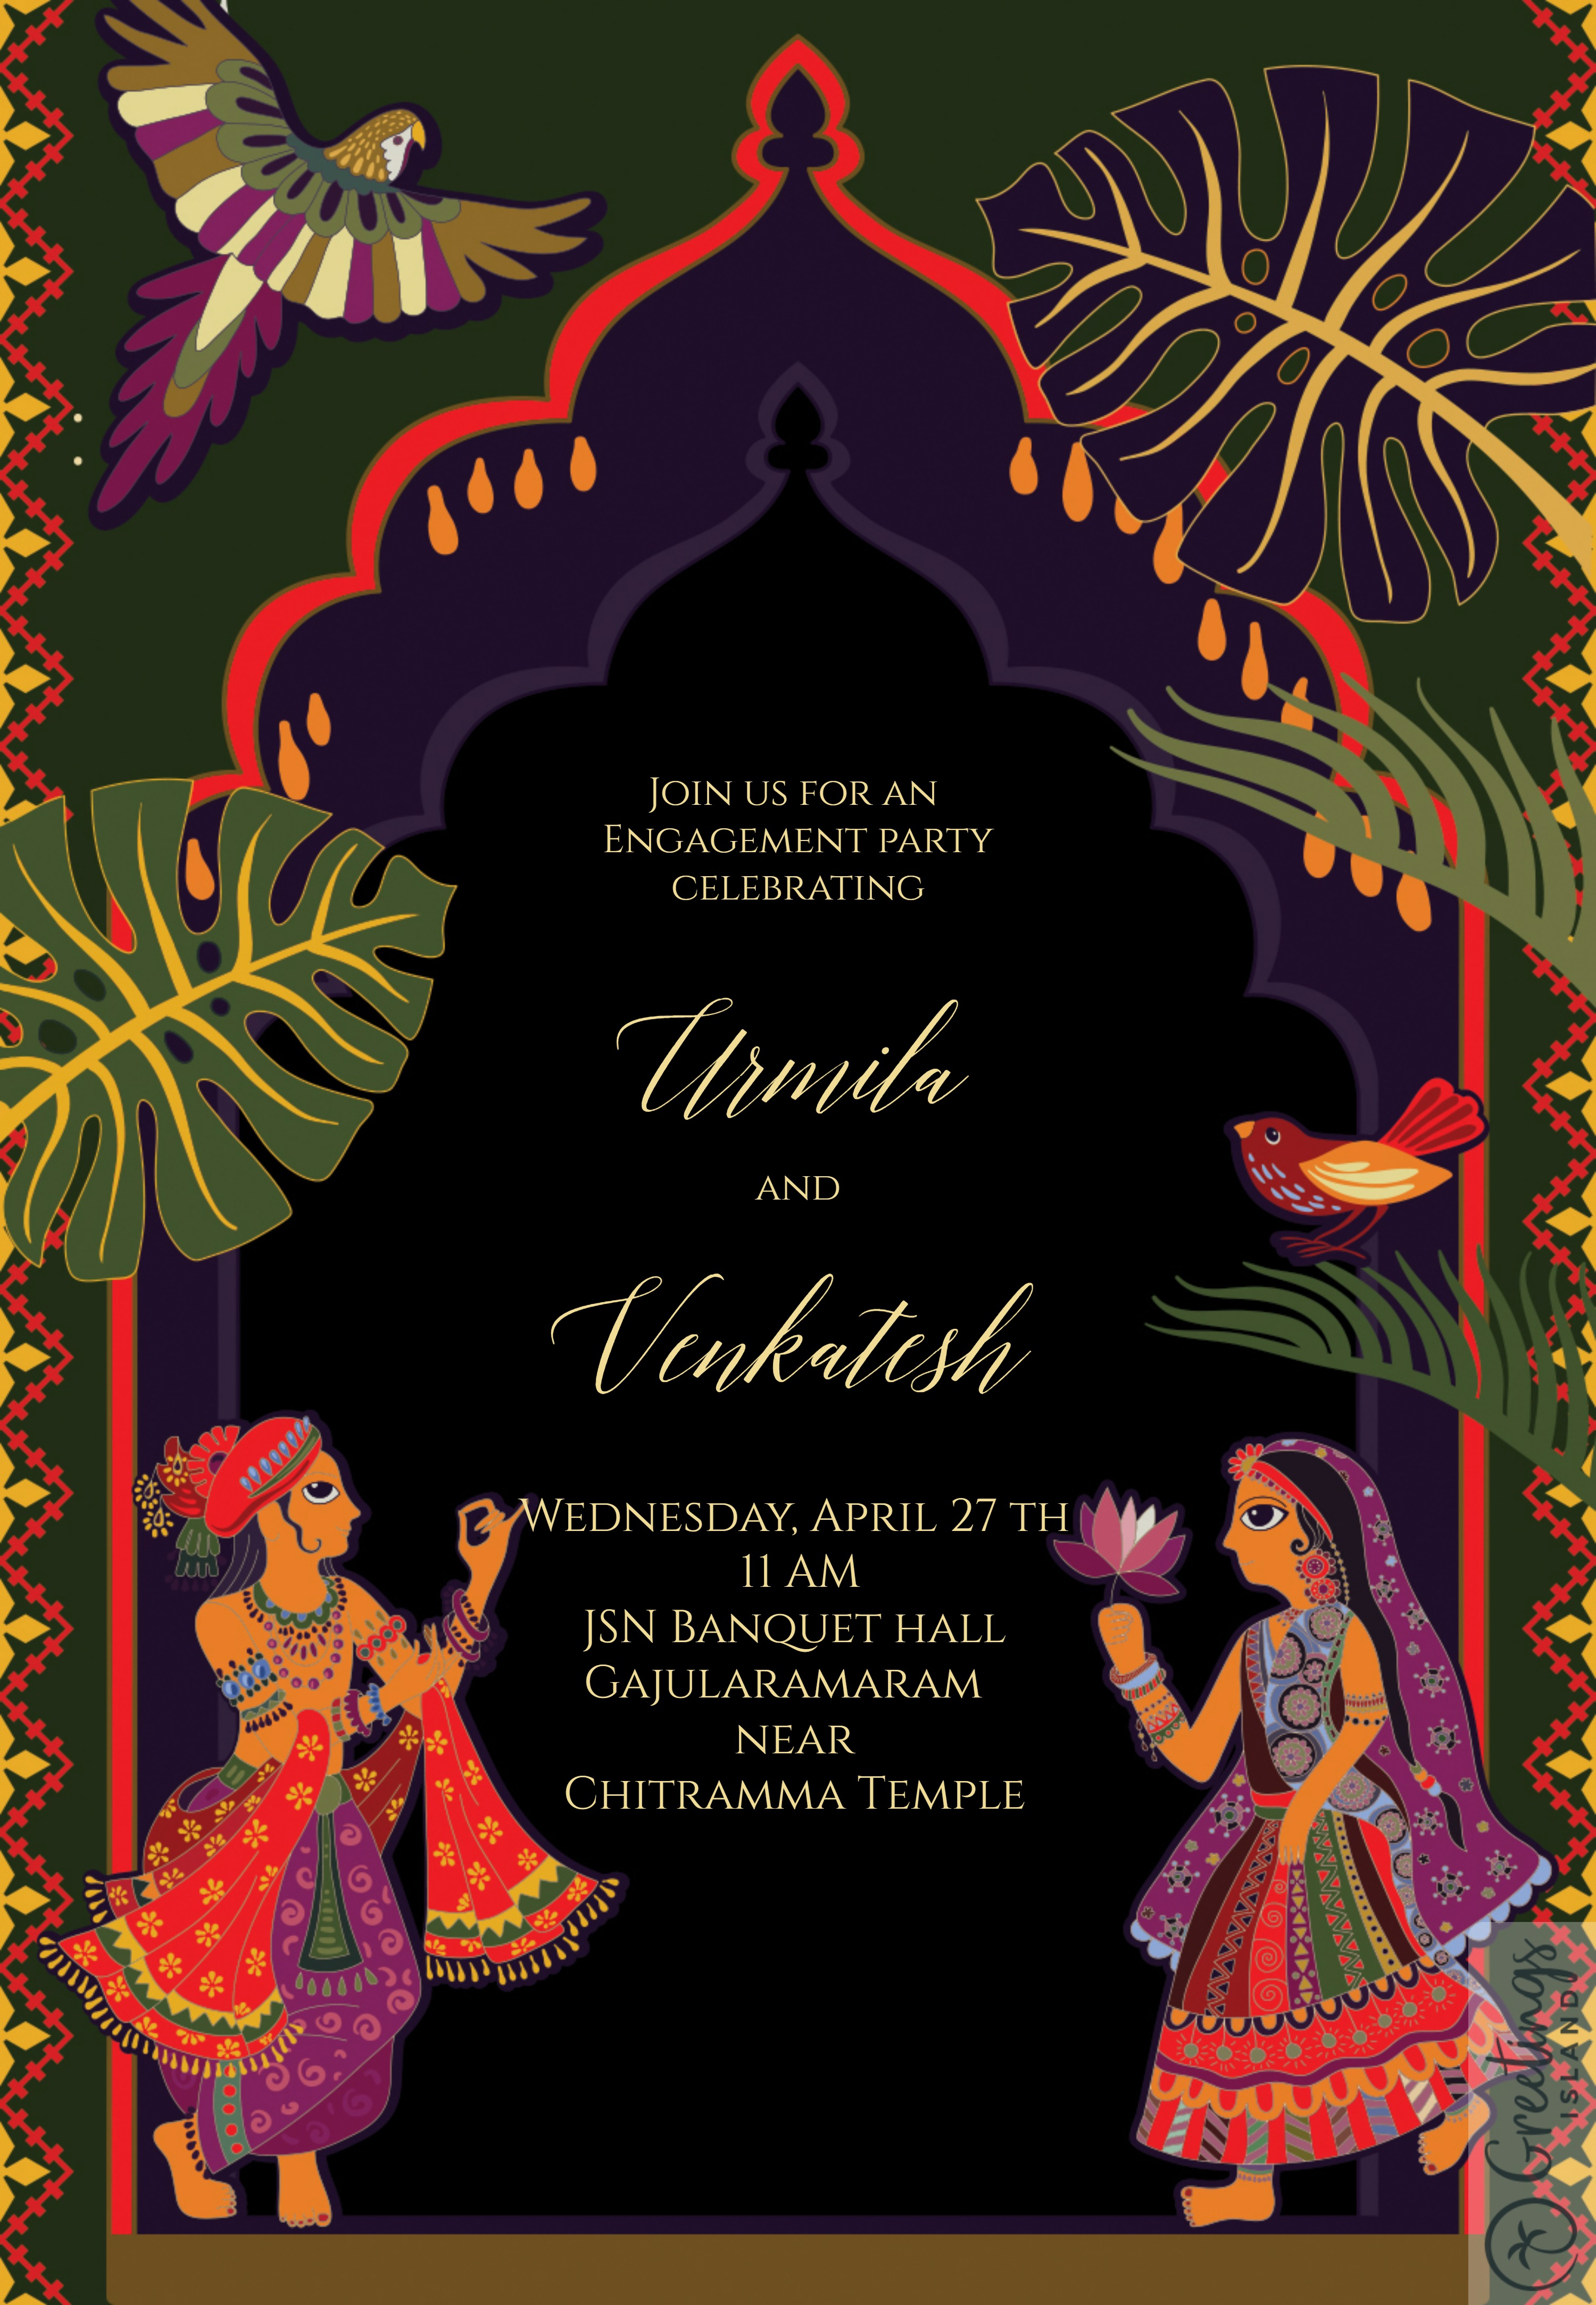 Join us for an
Engagement party
celebrating
Urmila
and
Venkatesh
Wednesday, April 27 th
11 AM
JSN Banquet hall
Gajularamaram
near
Chitramma Temple
Greetings
ISLAND